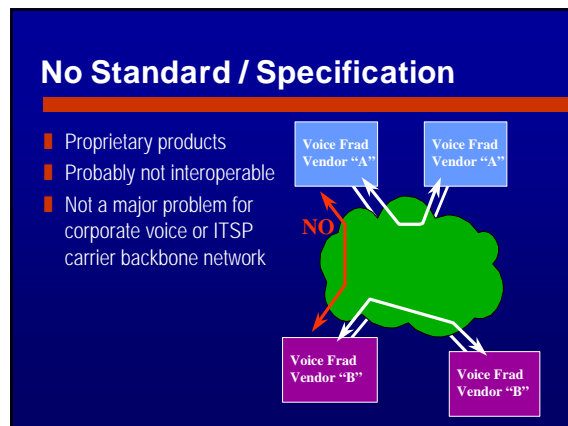 No Standard / Specification
Proprietary products
Probably not interoperable
Not a major problem for
corporate voice or ITSP
carrier backbone network
Voice Frad
Vendor “A”
Voice Frad
Vendor “A”
NO
Voice Frad
Vendor “B”
Voice Frad
Vendor “B”